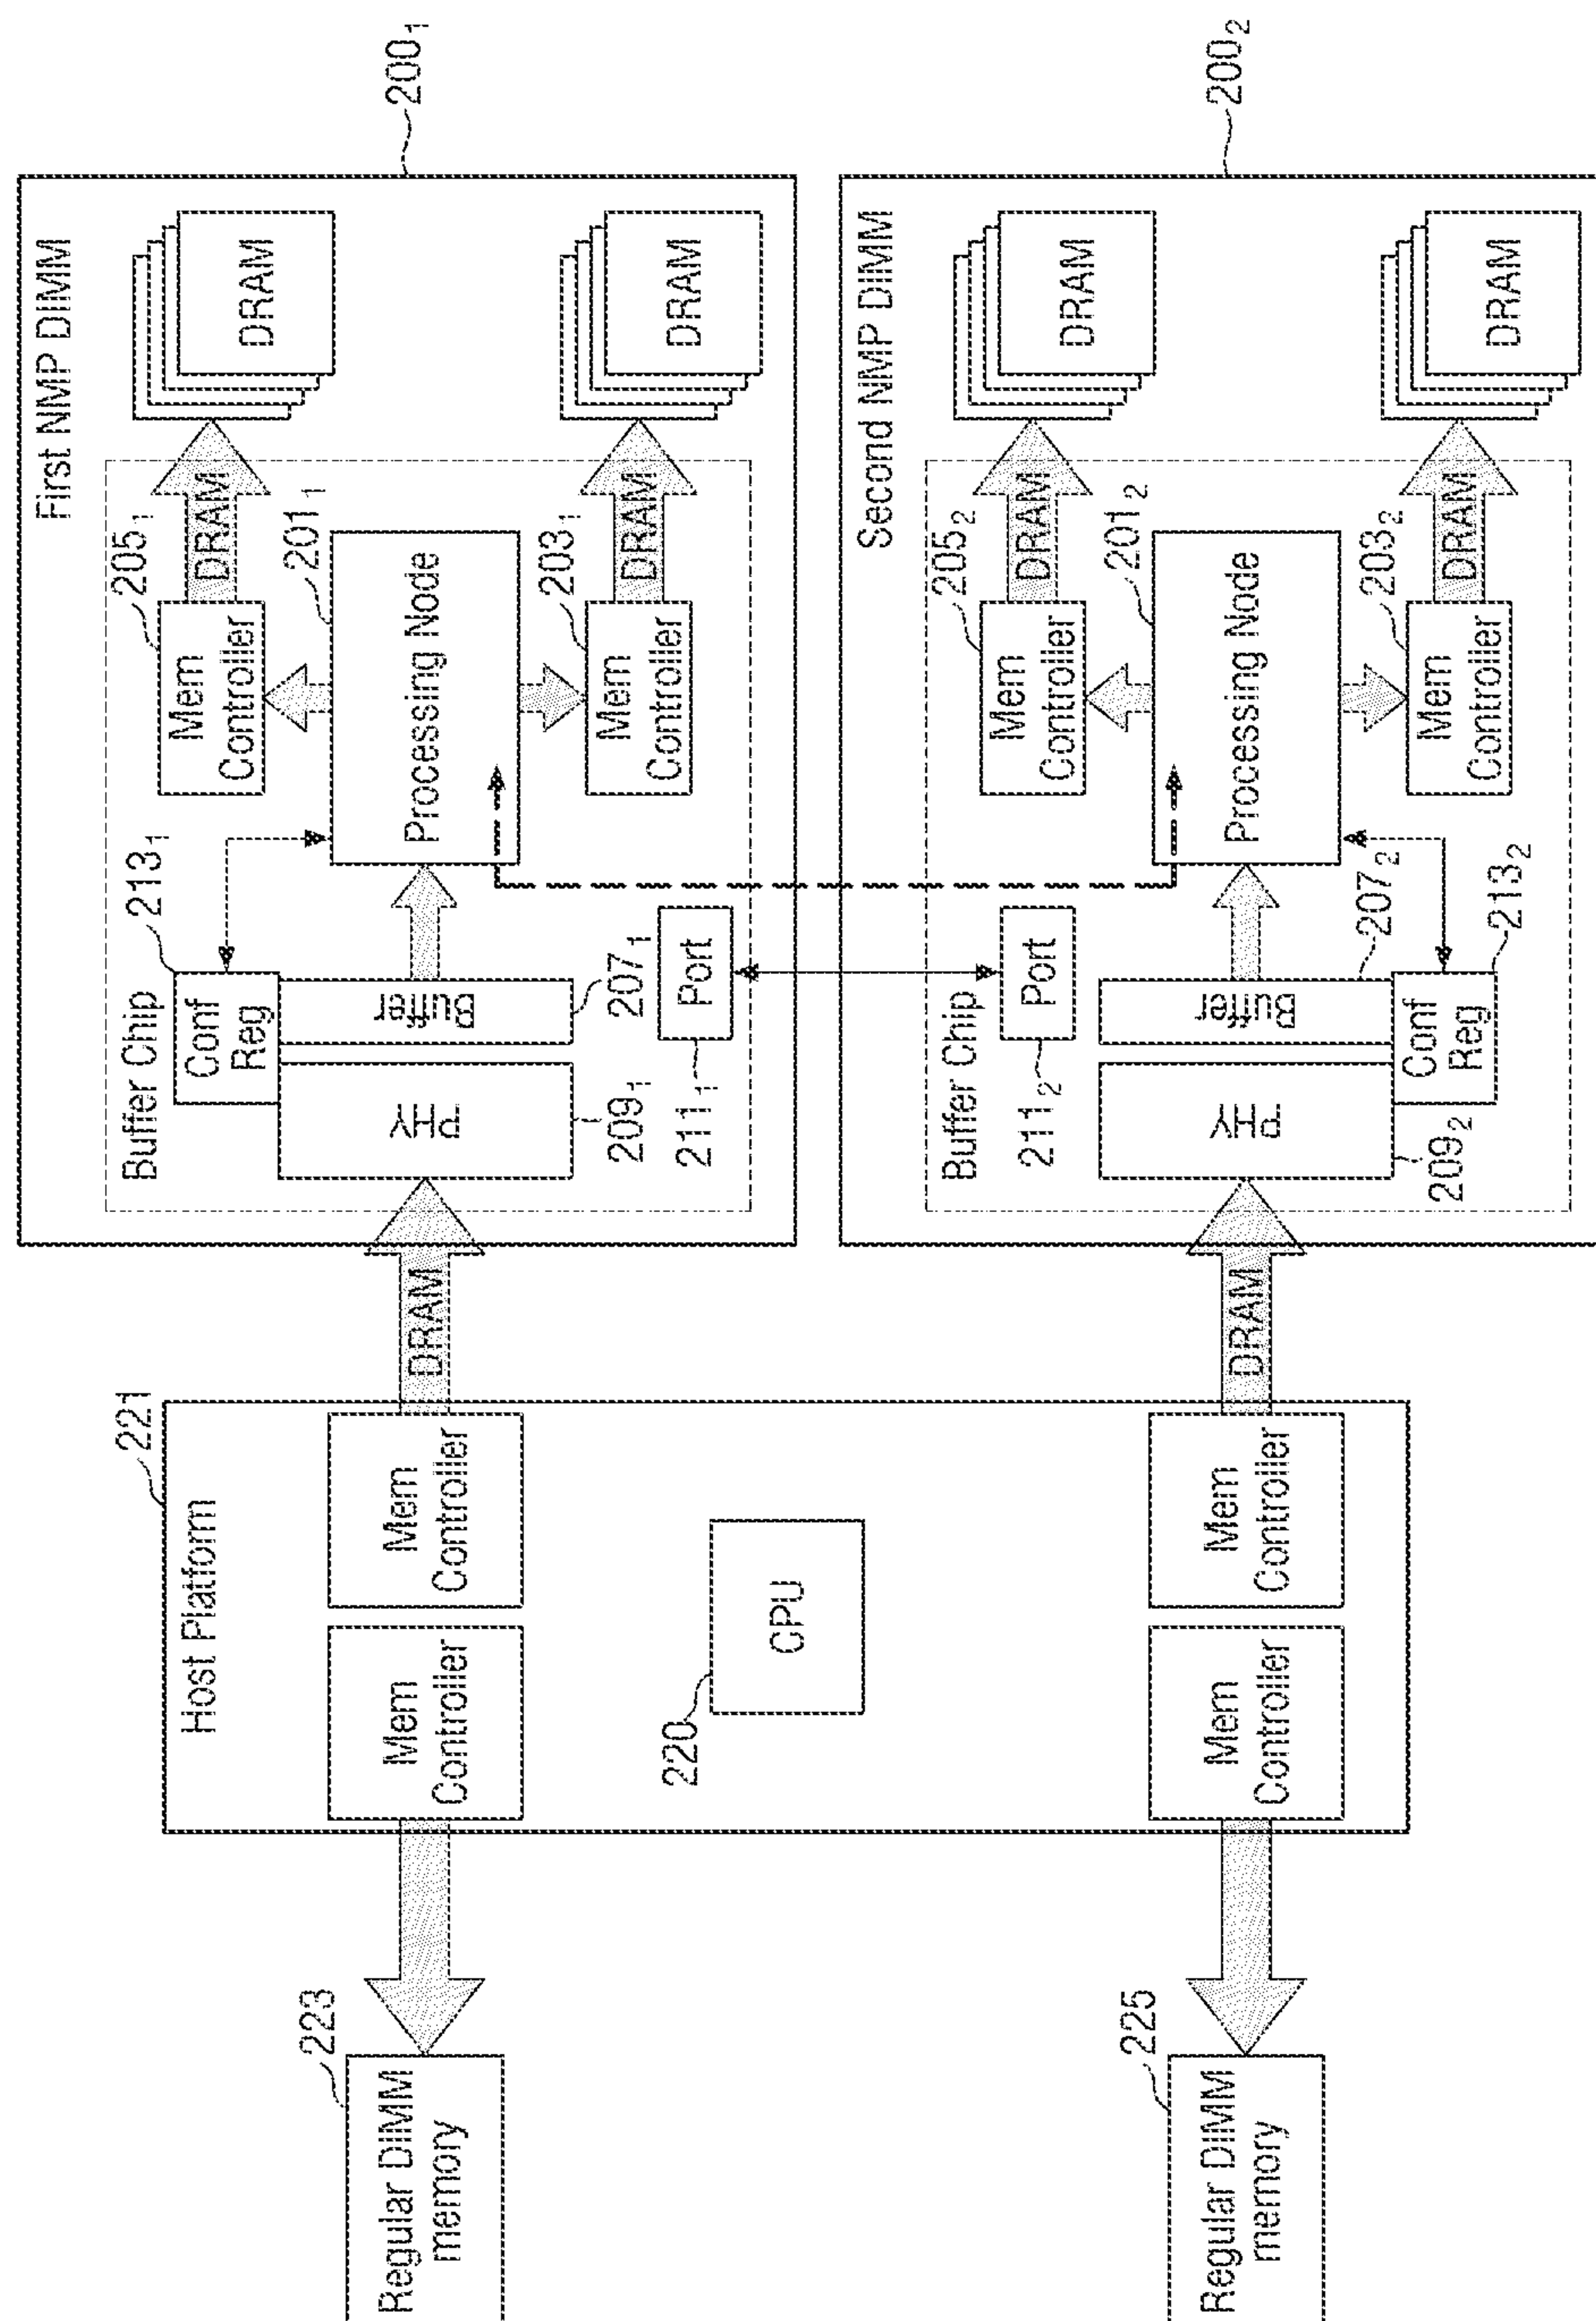 First NMP DIMM
200₁
Buffer Chip
213₁
Conf
Reg
205₁
Mem
Controller
DRAM
DRAM
Host Platform
221
223
Regular DIMM
memory
Mem
Controller
Mem
Controller
DRAM
PHY
209₁
Buffer
207₁
201₁
Processing Node
203₁
Mem
Controller
DRAM
DRAM
211₁
Port
220
CPU
Second NMP DIMM
200₂
Buffer Chip
211₂
Port
205₂
Mem
Controller
DRAM
DRAM
225
Regular DIMM
memory
Mem
Controller
Mem
Controller
DRAM
PHY
209₂
Buffer
207₂
201₂
Processing Node
213₂
Conf
Reg
203₂
Mem
Controller
DRAM
DRAM